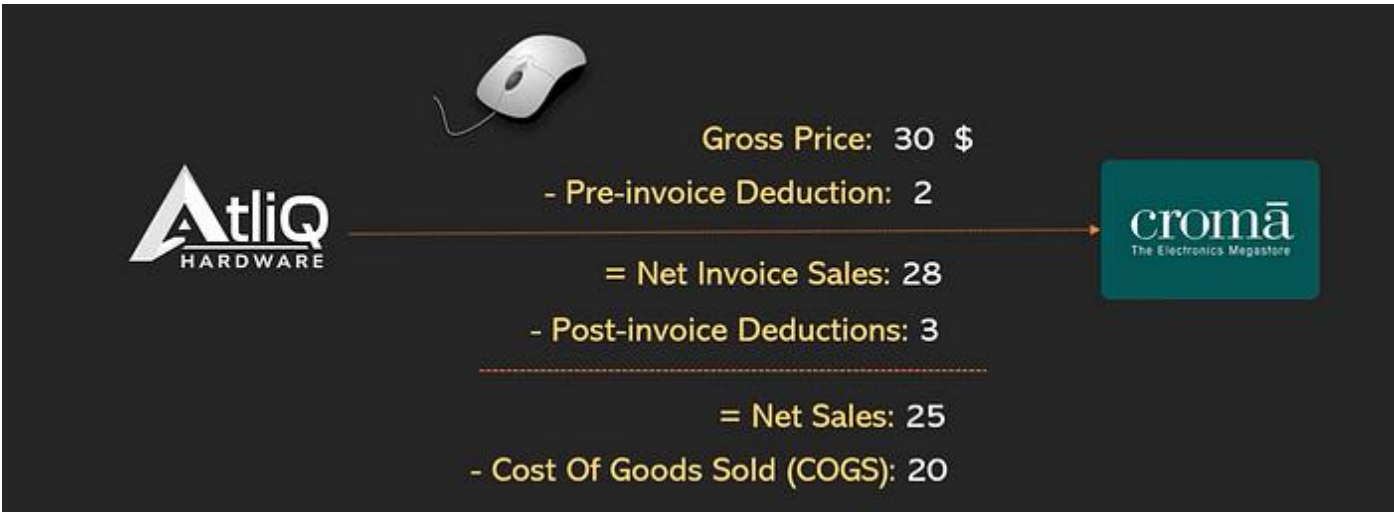 Gross Price: 30 $
- Pre-invoice Deduction: 2
AtliQ
HARDWARE
cromā
The Electronics Megastore
= Net Invoice Sales: 28
- Post-invoice Deductions: 3
= Net Sales: 25
- Cost Of Goods Sold (COGS): 20